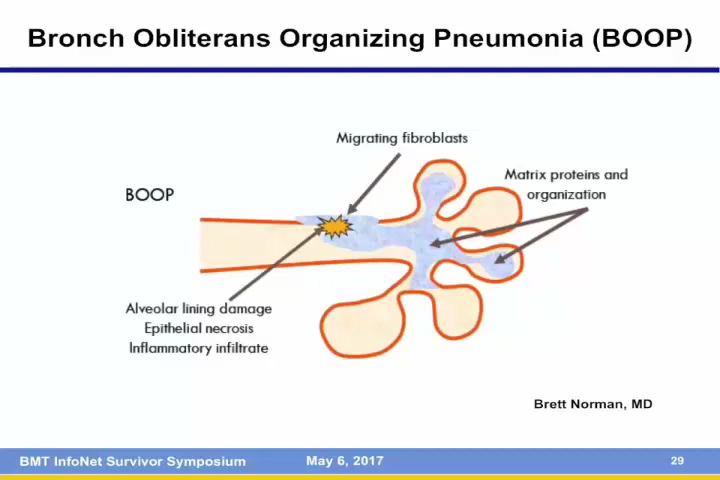 Bronch Obliterans Organizing Pneumonia (BOOP)
Migrating fibroblasts
Matrix proteins and
organization
BOOP
Alveolar lining damage
Epithelial necrosis
Inflammatory infiltrate
Brett Norman, MD
BMT InfoNet Survivor Symposium
May 6, 2017
29